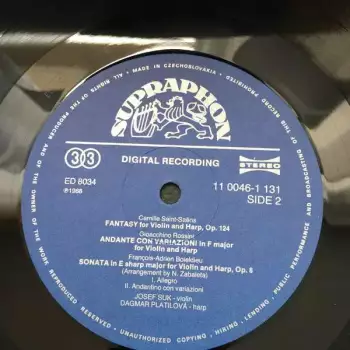 SUPRAPHON
• MADE IN CZECHOSLOVAKIA • ALL RIGHTS OF THE PRODUCER AND OF THE OWNER OF THE WORK REPRODUCED RESERVED • UNAUTHORIZED COPYING, HIRING, LENDING, PUBLIC PERFORMANCE AND BROADCASTING OF THIS RECORD PROHIBITED
33
DIGITAL RECORDING
STEREO
ED 8034
11 0046-1 131
SIDE 2
Camille Saint-Saëns
FANTASY for Violin and Harp, Op. 124
Gioacchino Rossini
ANDANTE CON VARIAZIONI in F major
for Violin and Harp
François-Adrien Boieldieu
SONATA in E sharp major for Violin and Harp, Op. 8
(Arrangement by N. Zabaleta)
I. Allegro
II. Andantino con variazioni
JOSEF SUK - violin
DAGMAR PLATILOVÁ - harp